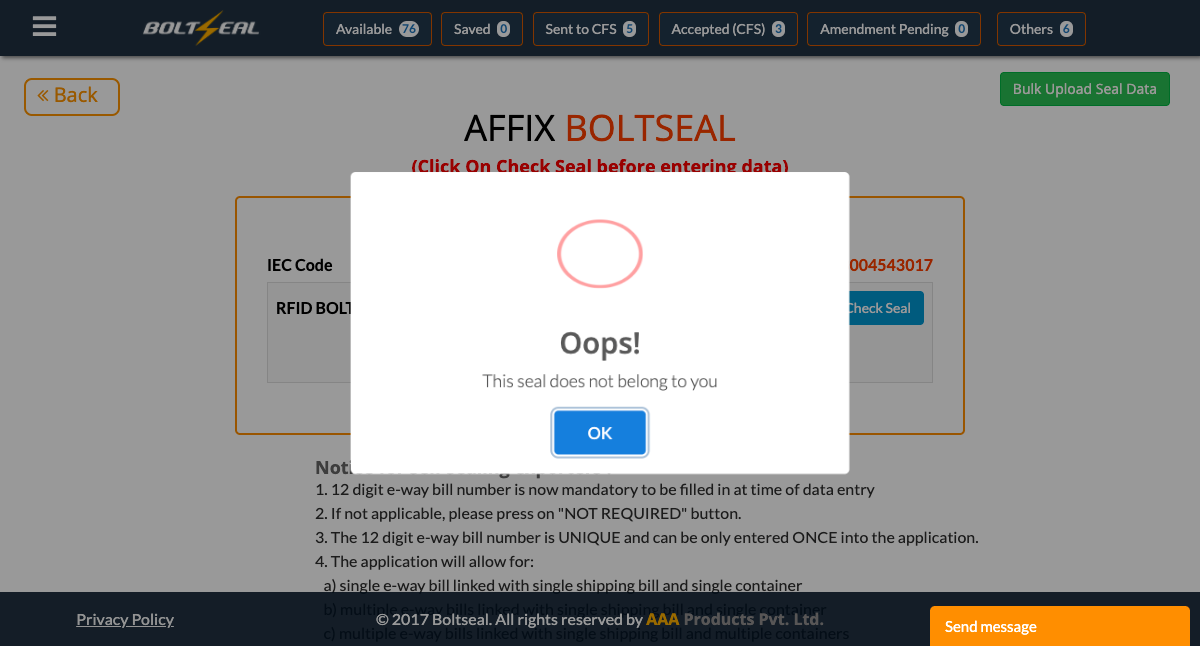 BOLTSEAL
Available 76 Saved 0 Sent to CFS 5 Accepted (CFS) 3 Amendment Pending 0 Others 6
« Back
Bulk Upload Seal Data
AFFIX BOLTSEAL
(Click On Check Seal before entering data)
IEC Code 004543017
RFID BOLT Check Seal
Oops!
This seal does not belong to you
OK
1. 12 digit e-way bill number is now mandatory to be filled in at time of data entry
2. If not applicable, please press on "NOT REQUIRED" button.
3. The 12 digit e-way bill number is UNIQUE and can be only entered ONCE into the application.
4. The application will allow for:
a) single e-way bill linked with single shipping bill and single container
b) multiple e-way bills linked with single shipping bill and single container
Privacy Policy © 2017 Boltseal. All rights reserved by AAA Products Pvt. Ltd.
c) multiple e-way bills linked with single shipping bill and multiple containers
Send message